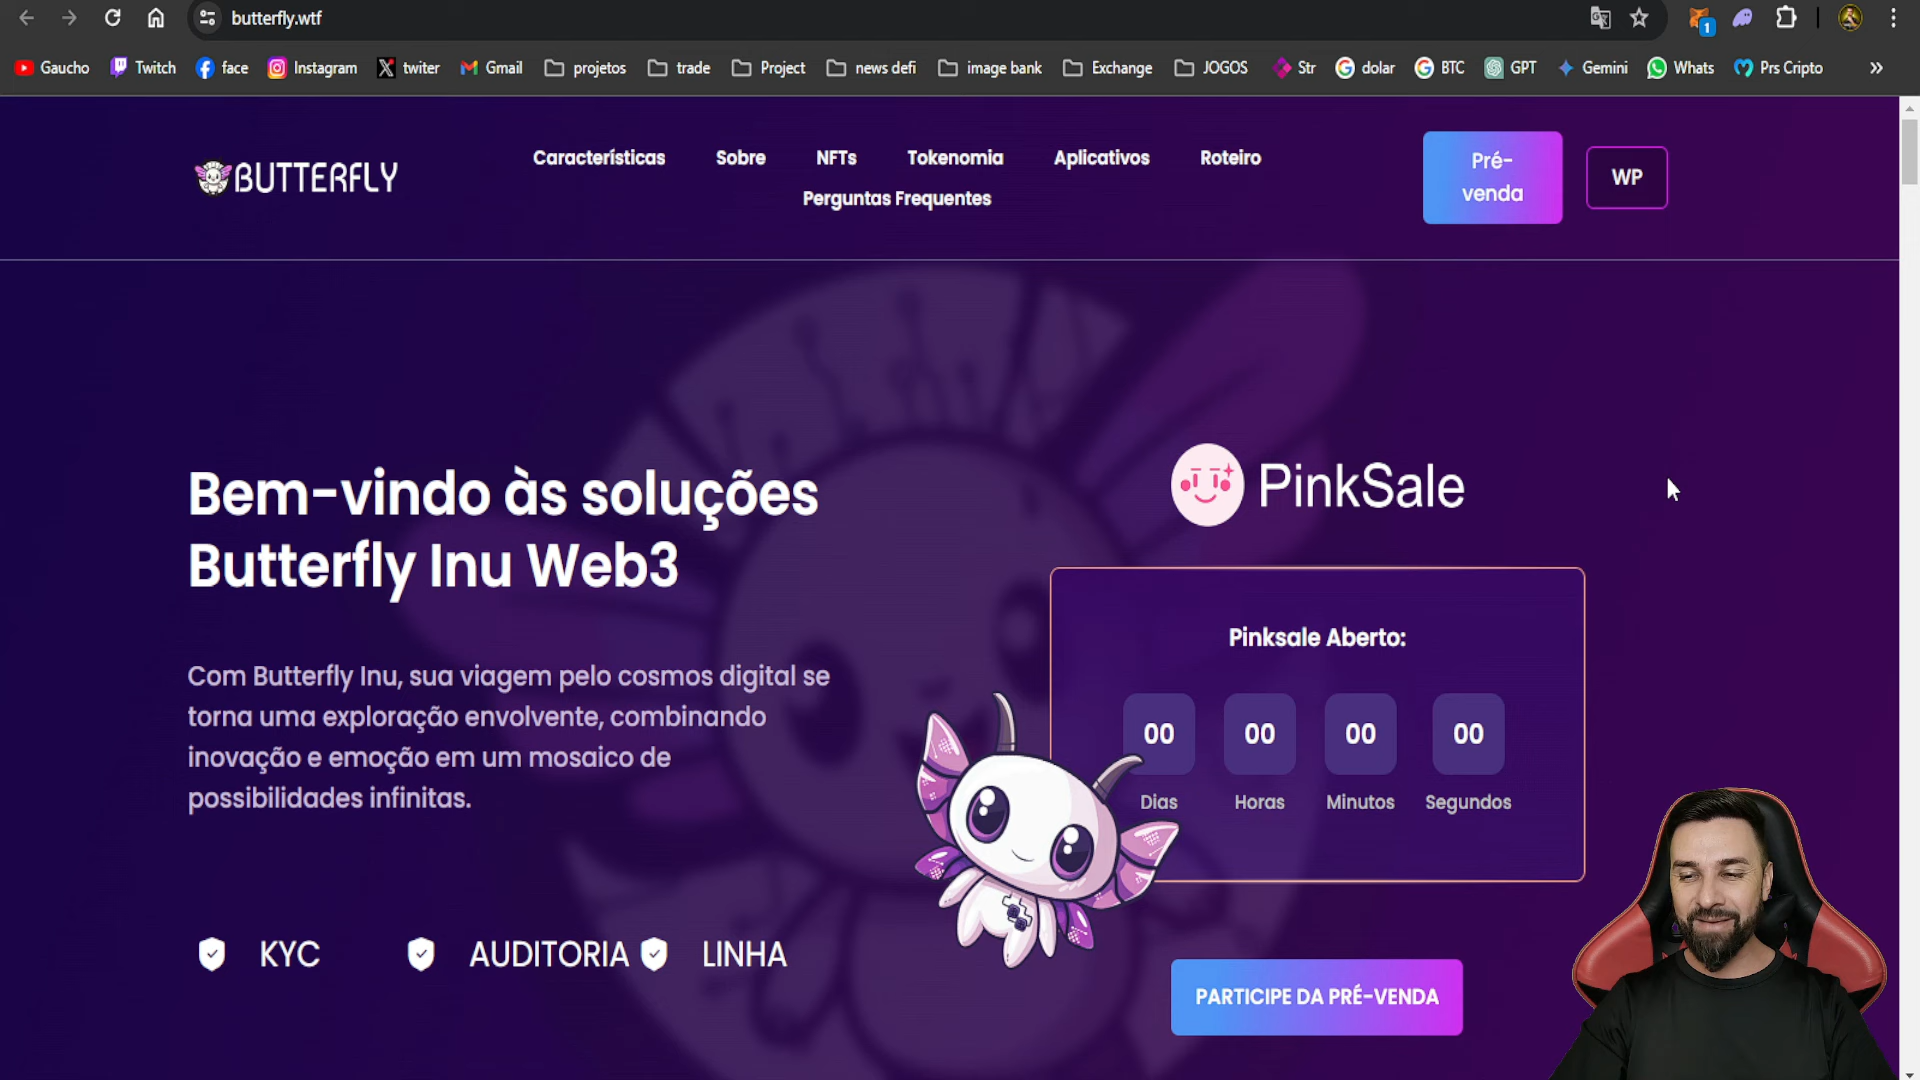 butterfly.wtf
1
Gaucho
Twitch
face
Instagram
twiter
Gmail
projetos
trade
Project
news defi
image bank
Exchange
JOGOS
Str
dolar
BTC
GPT
Gemini
Whats
Prs Cripto
»
BUTTERFLY
Características
Sobre
NFTs
Tokenomia
Aplicativos
Roteiro
Perguntas Frequentes
Pré-
venda
WP
Bem-vindo às soluções
Butterfly Inu Web3
Com Butterfly Inu, sua viagem pelo cosmos digital se
torna uma exploração envolvente, combinando
inovação e emoção em um mosaico de
possibilidades infinitas.
KYC
AUDITORIA
LINHA
PinkSale
Pinksale Aberto:
00
00
00
00
Dias
Horas
Minutos
Segundos
PARTICIPE DA PRÉ-VENDA